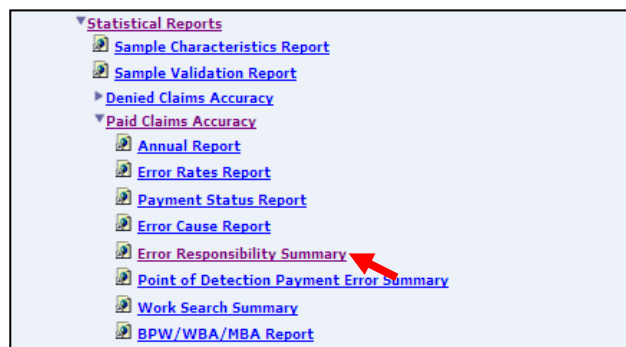 Statistical Reports
Sample Characteristics Report
Sample Validation Report
Denied Claims Accuracy
Paid Claims Accuracy
Annual Report
Error Rates Report
Payment Status Report
Error Cause Report
Error Responsibility Summary
Point of Detection Payment Error Summary
Work Search Summary
BPW/WBA/MBA Report